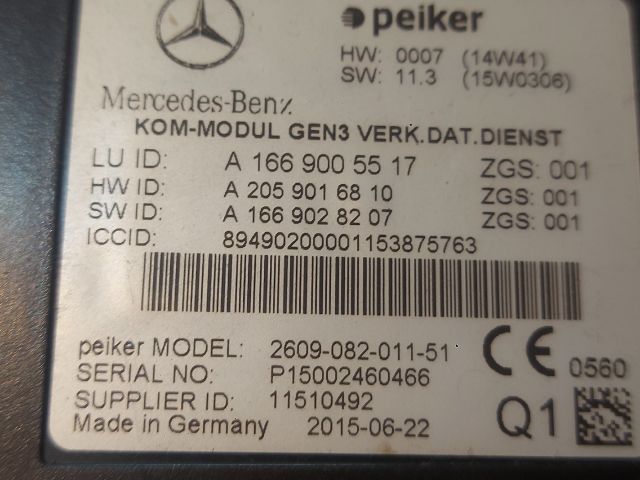 peiker
HW: 0007 (14W41)
SW: 11.3 (15W0306)
Mercedes-Benz
KOM-MODUL GEN3 VERK.DAT.DIENST
LU ID: A 166 900 55 17 ZGS: 001
HW ID: A 205 901 68 10 ZGS: 001
SW ID: A 166 902 82 07 ZGS: 001
ICCID: 89490200001153875763
peiker MODEL: 2609-082-011-51
SERIAL NO: P15002460466
SUPPLIER ID: 11510492
Made in Germany 2015-06-22
CE 0560
Q1